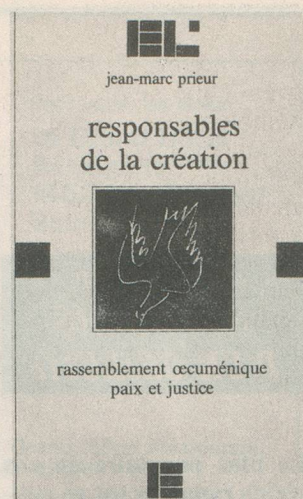 jean-marc prieur
responsables
de la création
rassemblement œcuménique
paix et justice